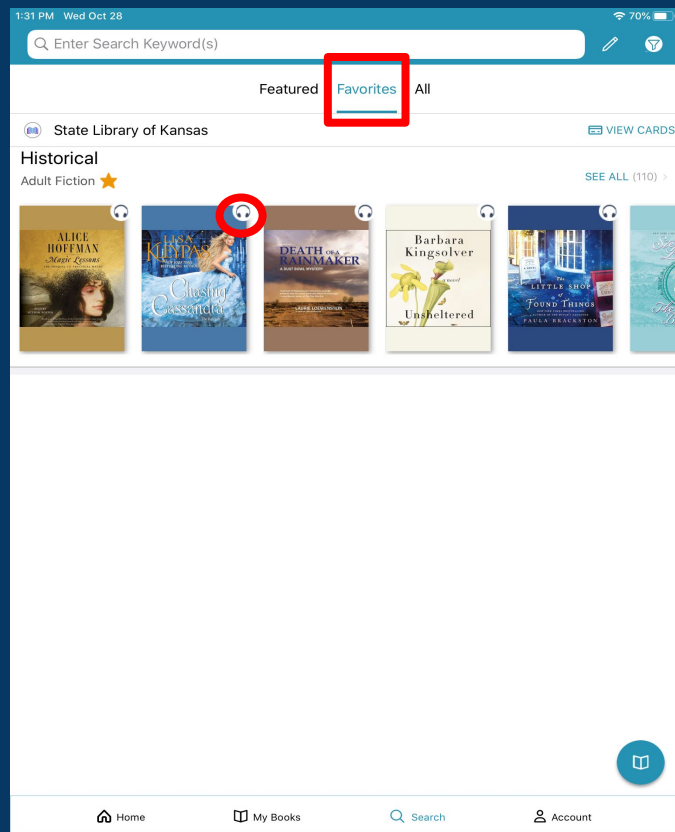 1:31 PM Wed Oct 28
70%
Enter Search Keyword(s)
Featured Favorites All
State Library of Kansas
VIEW CARDS
Historical
Adult Fiction
SEE ALL (110) >
ALICE
HOFFMAN
Magic Lessons
LISA
KLEYPAS
Chasing
Cassandra
DEATH OF A
RAINMAKER
A DUST BOWL MYSTERY
LAURIE LOEWENSTEIN
Barbara
Kingsolver
a novel
Unsheltered
The
LITTLE SHOP
of
FOUND THINGS
PAULA BRACKSTON
Home
My Books
Search
Account